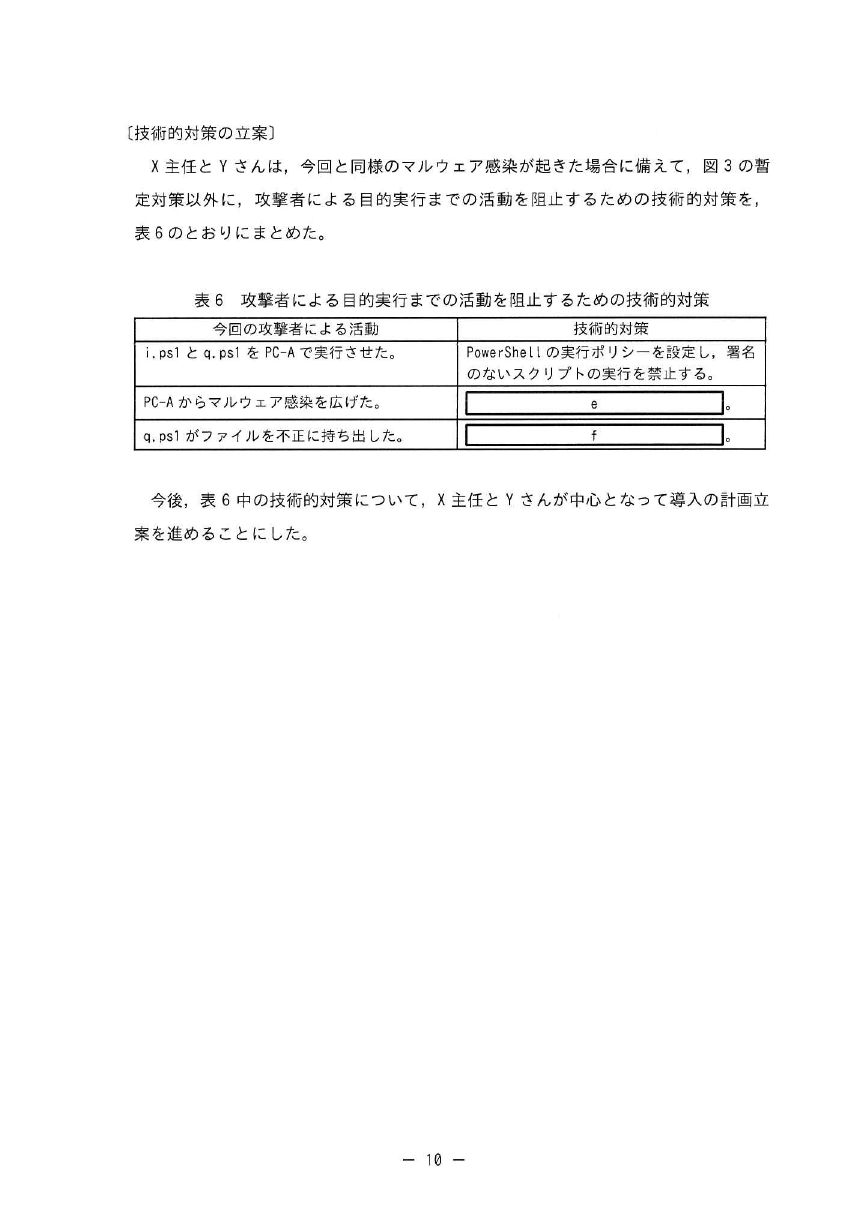 〔技術的対策の立案〕
X 主任と Y さんは，今回と同様のマルウェア感染が起きた場合に備えて，図 3 の暫
定対策以外に，攻撃者による目的実行までの活動を阻止するための技術的対策を，
表 6 のとおりにまとめた。
表 6　攻撃者による目的実行までの活動を阻止するための技術的対策
今回の攻撃者による活動　技術的対策
i.ps1 と q.ps1 を PC-A で実行させた。　PowerShell の実行ポリシーを設定し，署名
のないスクリプトの実行を禁止する。
PC-A からマルウェア感染を広げた。　e 。
q.ps1 がファイルを不正に持ち出した。　f 。
今後，表 6 中の技術的対策について，X 主任と Y さんが中心となって導入の計画立
案を進めることにした。
－ 10 －